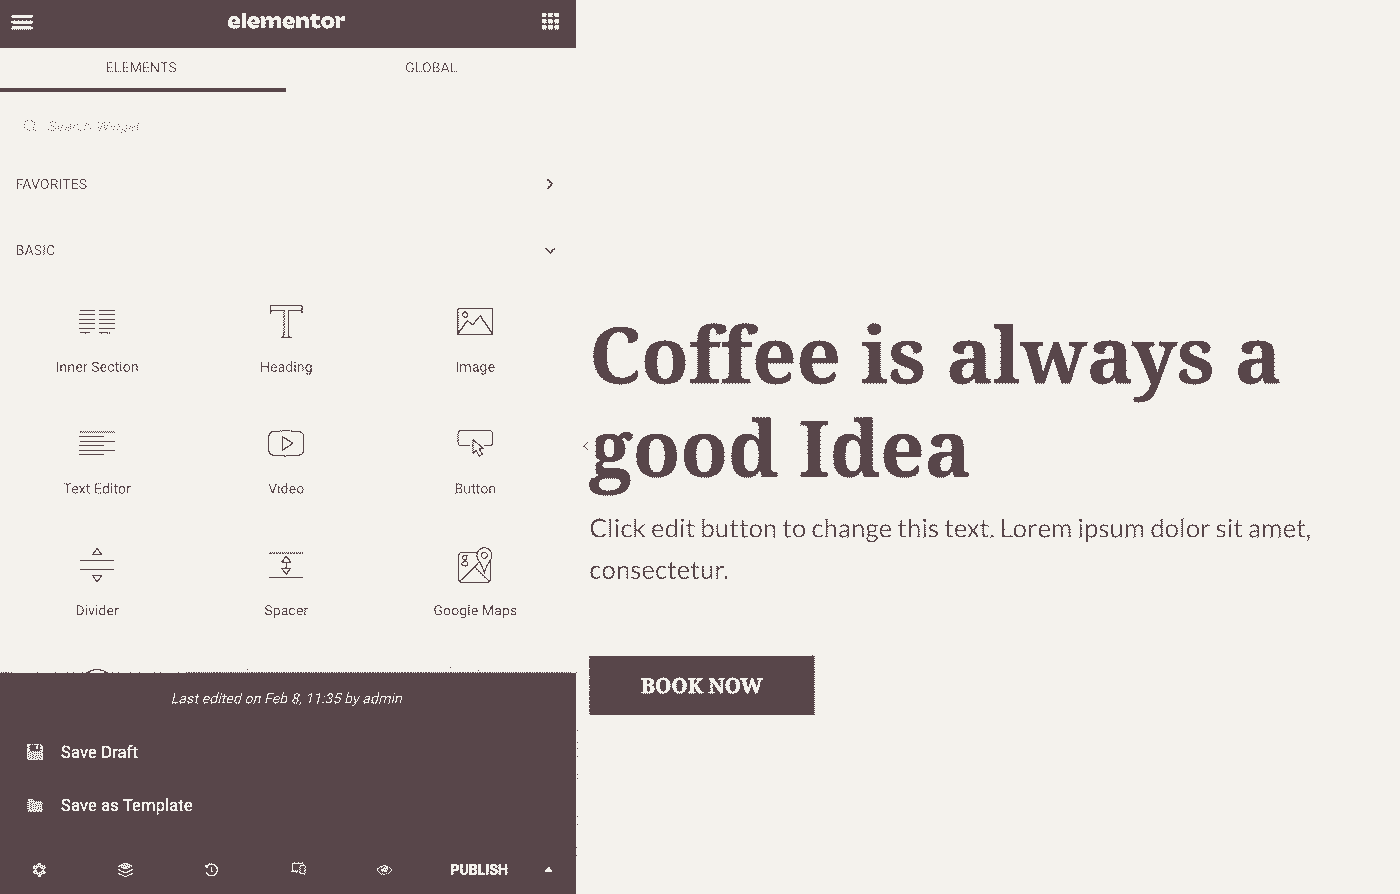 elementor
ELEMENTS
GLOBAL
Search Widget
FAVORITES
BASIC
Inner Section
Heading
Image
Text Editor
Video
Button
Divider
Spacer
Google Maps
Last edited on Feb 8, 11:35 by admin
Save Draft
Save as Template
PUBLISH
Coffee is always a
good Idea
Click edit button to change this text. Lorem ipsum dolor sit amet,
consectetur.
BOOK NOW